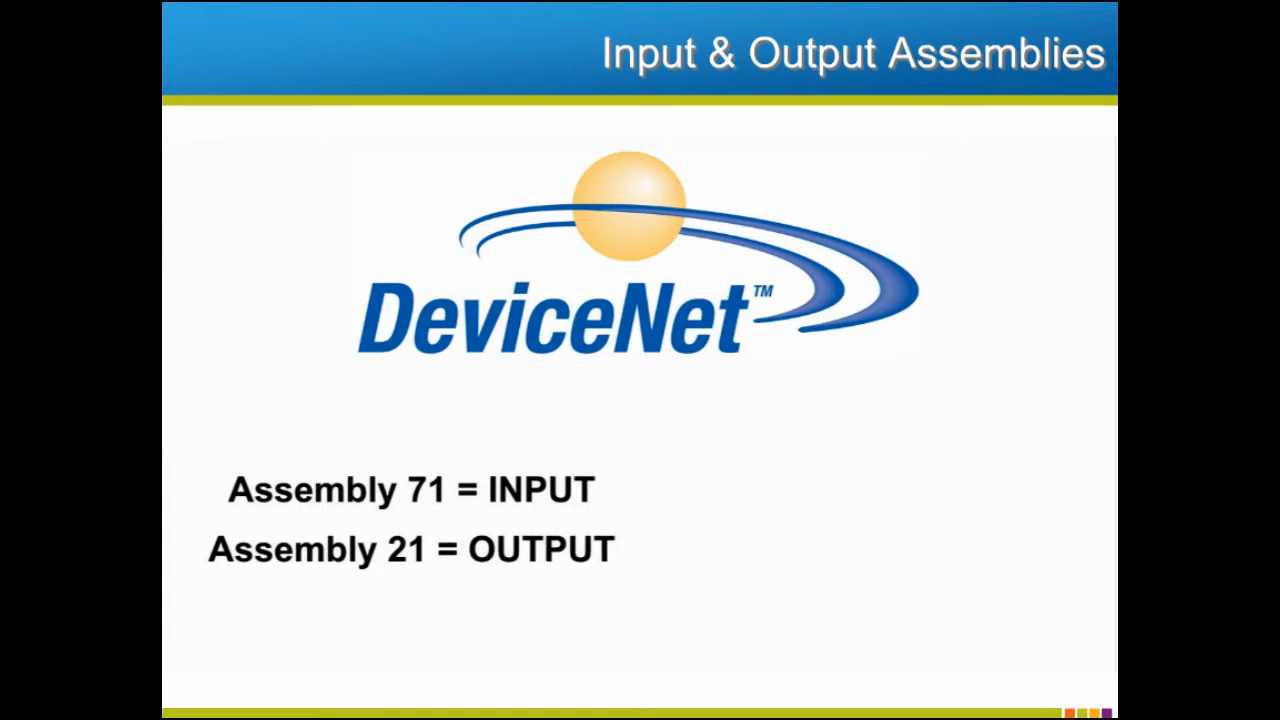 Input & Output Assemblies
DeviceNet™
Assembly 71 = INPUT
Assembly 21 = OUTPUT